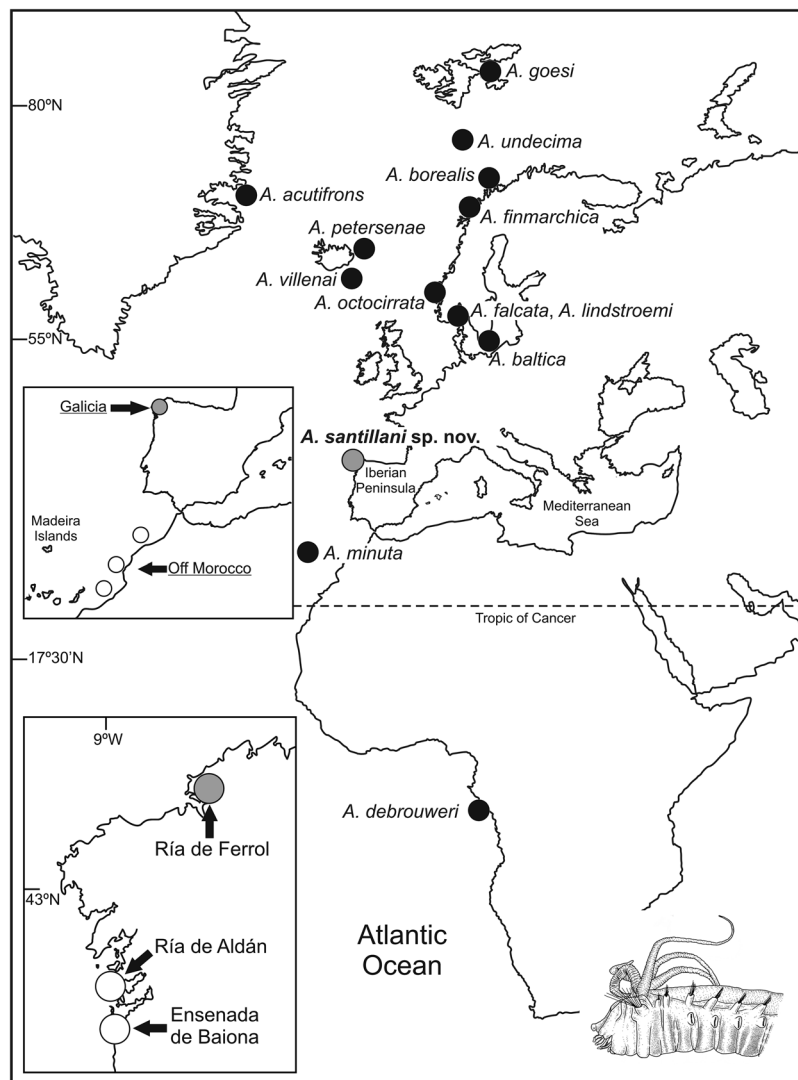 A. goesi
80ºN
A. undecima
A. borealis
A. acutifrons
A. finmarchica
A. petersenae
A. villenai
A. octocirrata
A. falcata, A. lindstroemi
55ºN
A. baltica
Galicia
A. santillani sp. nov.
Iberian
Peninsula
Mediterranean
Sea
Madeira
Islands
Off Morocco
A. minuta
Tropic of Cancer
17º30’N
9ºW
A. debrouweri
Ría de Ferrol
43ºN
Ría de Aldán
Ensenada
de Baiona
Atlantic
Ocean